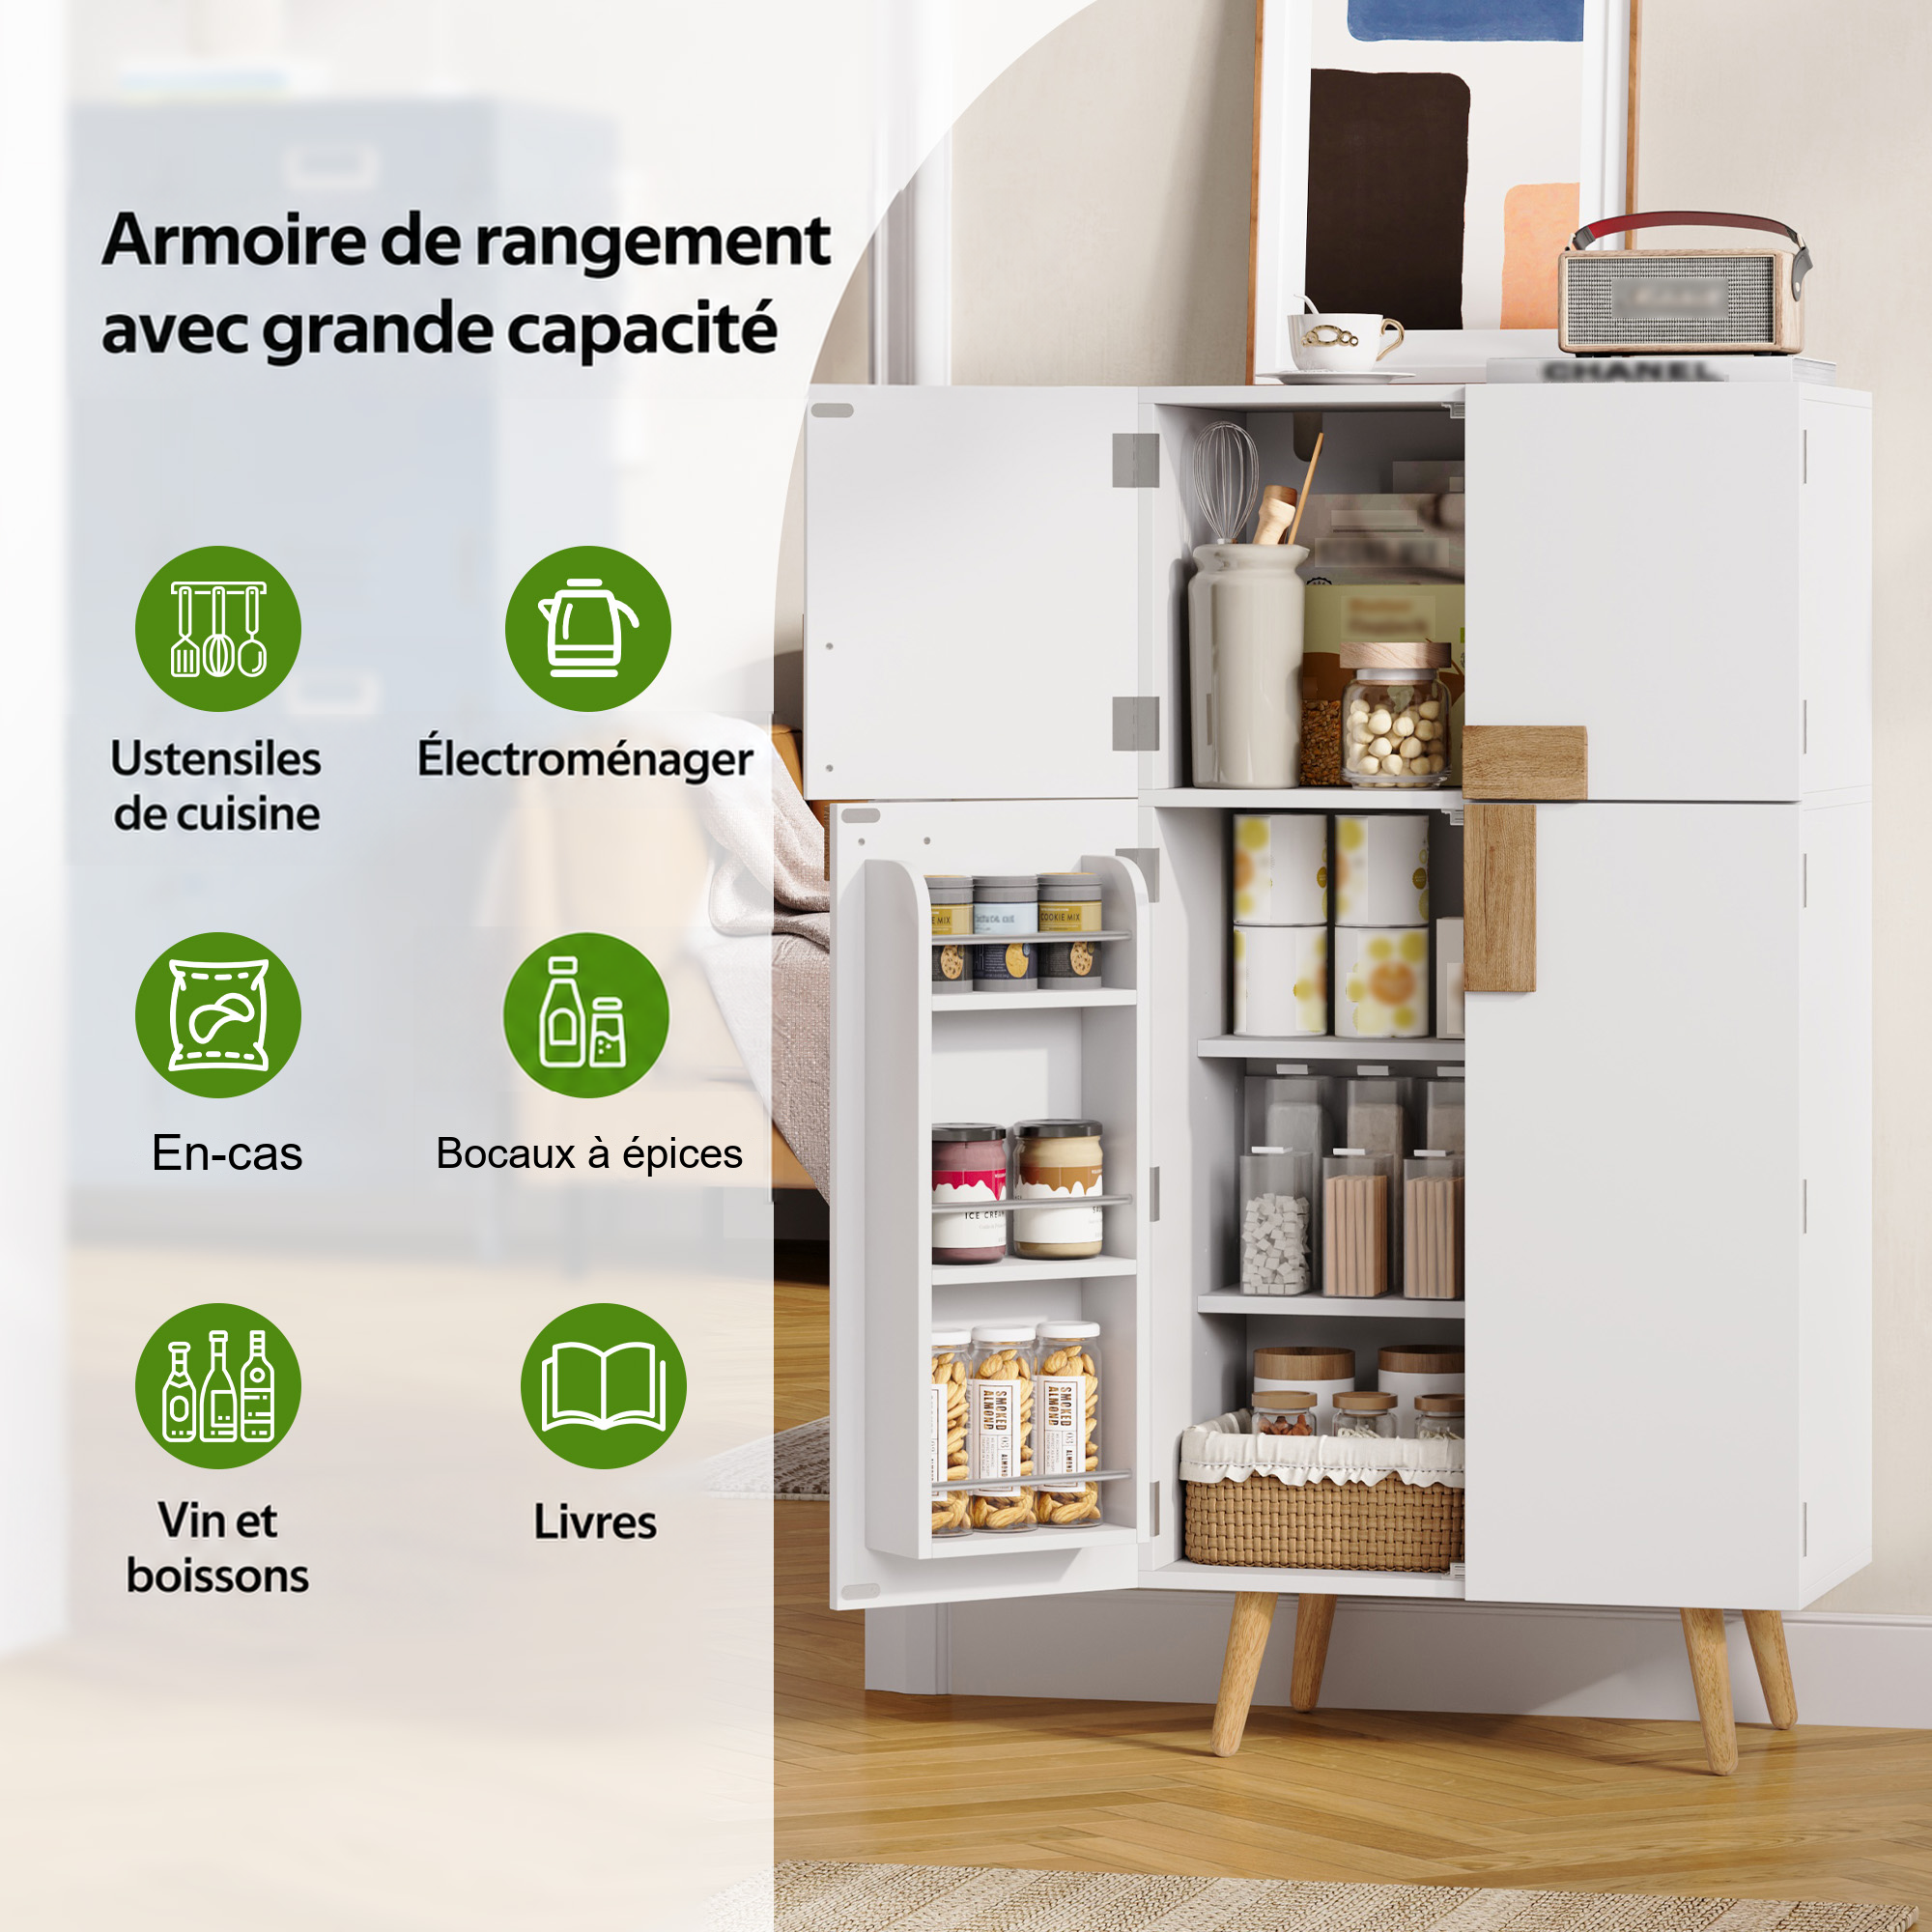 Armoire de rangement
avec grande capacité
Ustensiles
de cuisine
Électroménager
En-cas
Bocaux à épices
Vin et
boissons
Livres
CHANEL
E MIX
COOKIE MIX
ICE CREAM
SMOKED
ALMOND
SMOKED
ALMOND